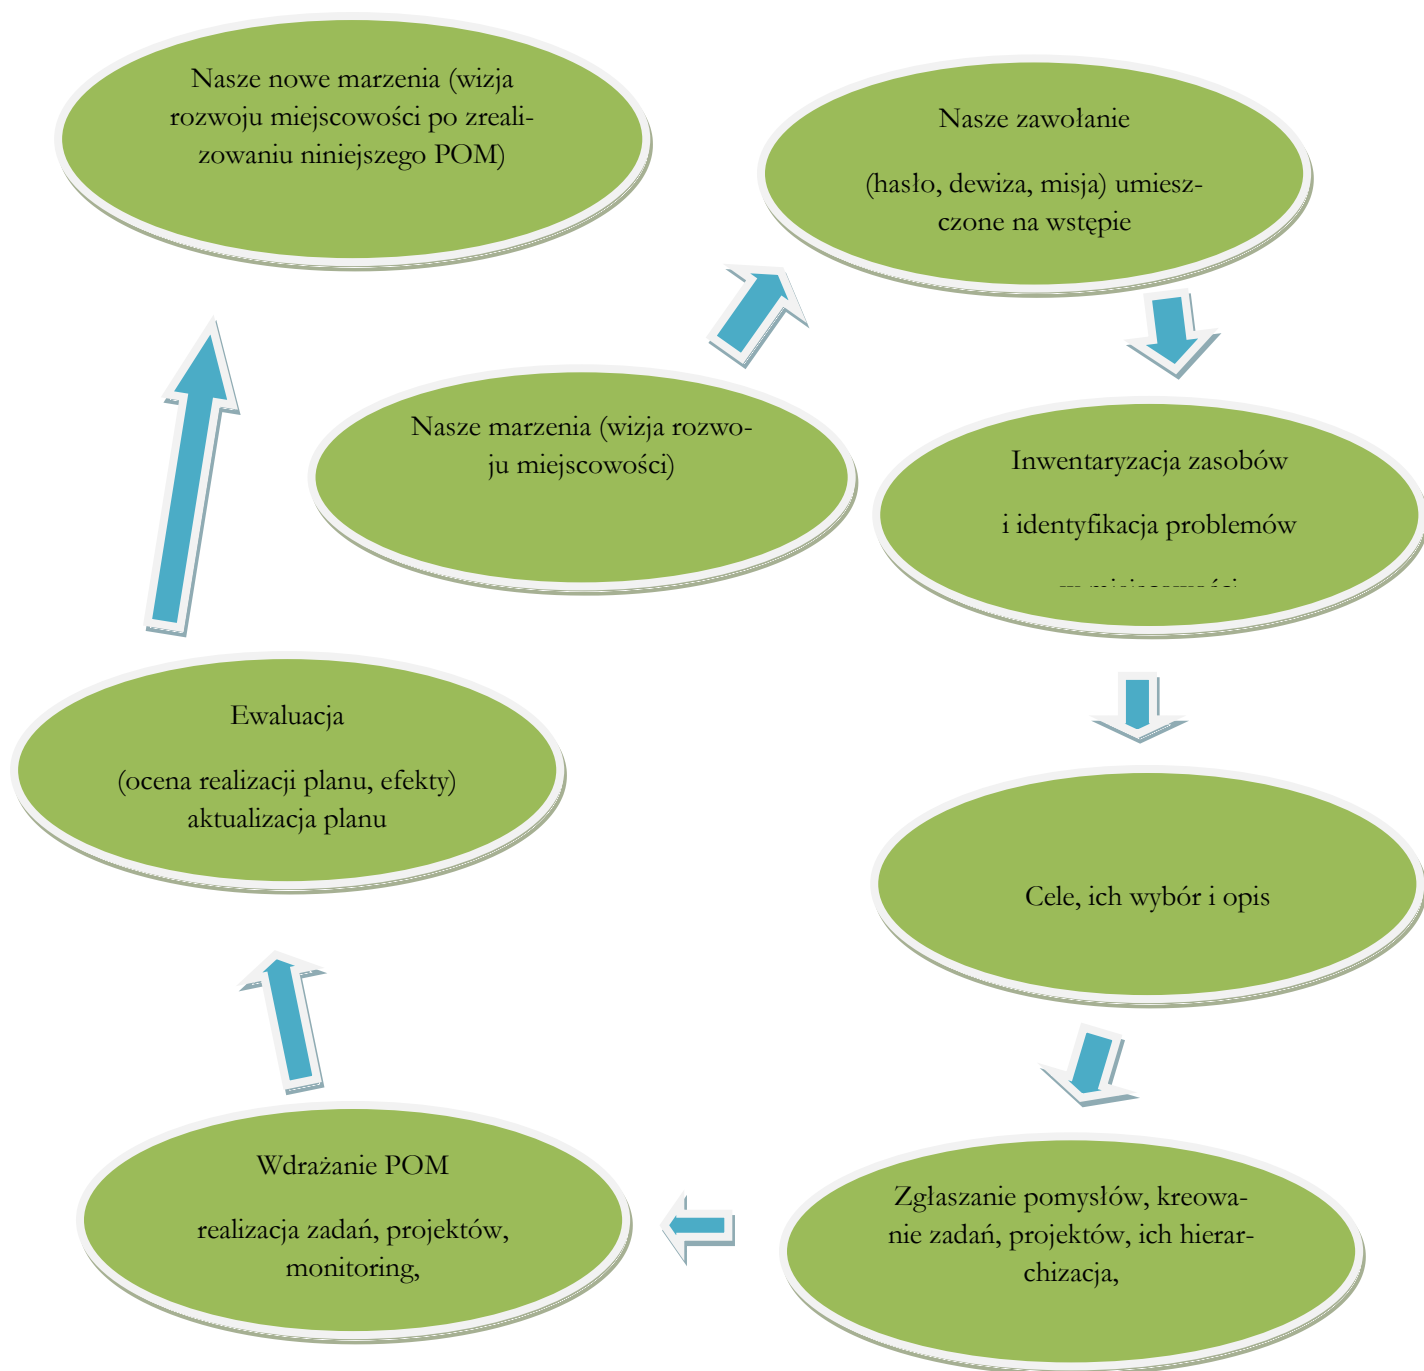 Nasze nowe marzenia (wizja
rozwoju miejscowości po zreali-
zowaniu niniejszego POM)
Nasze zawołanie
(hasło, dewiza, misja) umiesz-
czone na wstępie
Nasze marzenia (wizja rozwo-
ju miejscowości)
Inwentaryzacja zasobów
i identyfikacja problemów
Ewaluacja
(ocena realizacji planu, efekty)
aktualizacja planu
Cele, ich wybór i opis
Wdrażanie POM
realizacja zadań, projektów,
monitoring,
Zgłaszanie pomysłów, kreowa-
nie zadań, projektów, ich hierar-
chizacja,